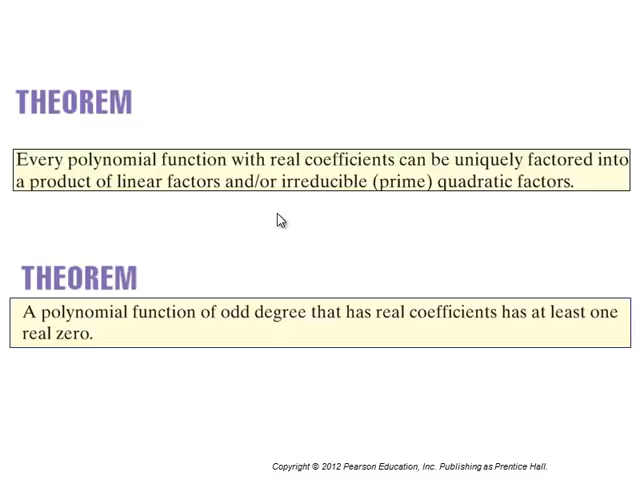 THEOREM
Every polynomial function with real coefficients can be uniquely factored into
a product of linear factors and/or irreducible (prime) quadratic factors.
THEOREM
A polynomial function of odd degree that has real coefficients has at least one
real zero.
Copyright © 2012 Pearson Education, Inc. Publishing as Prentice Hall.